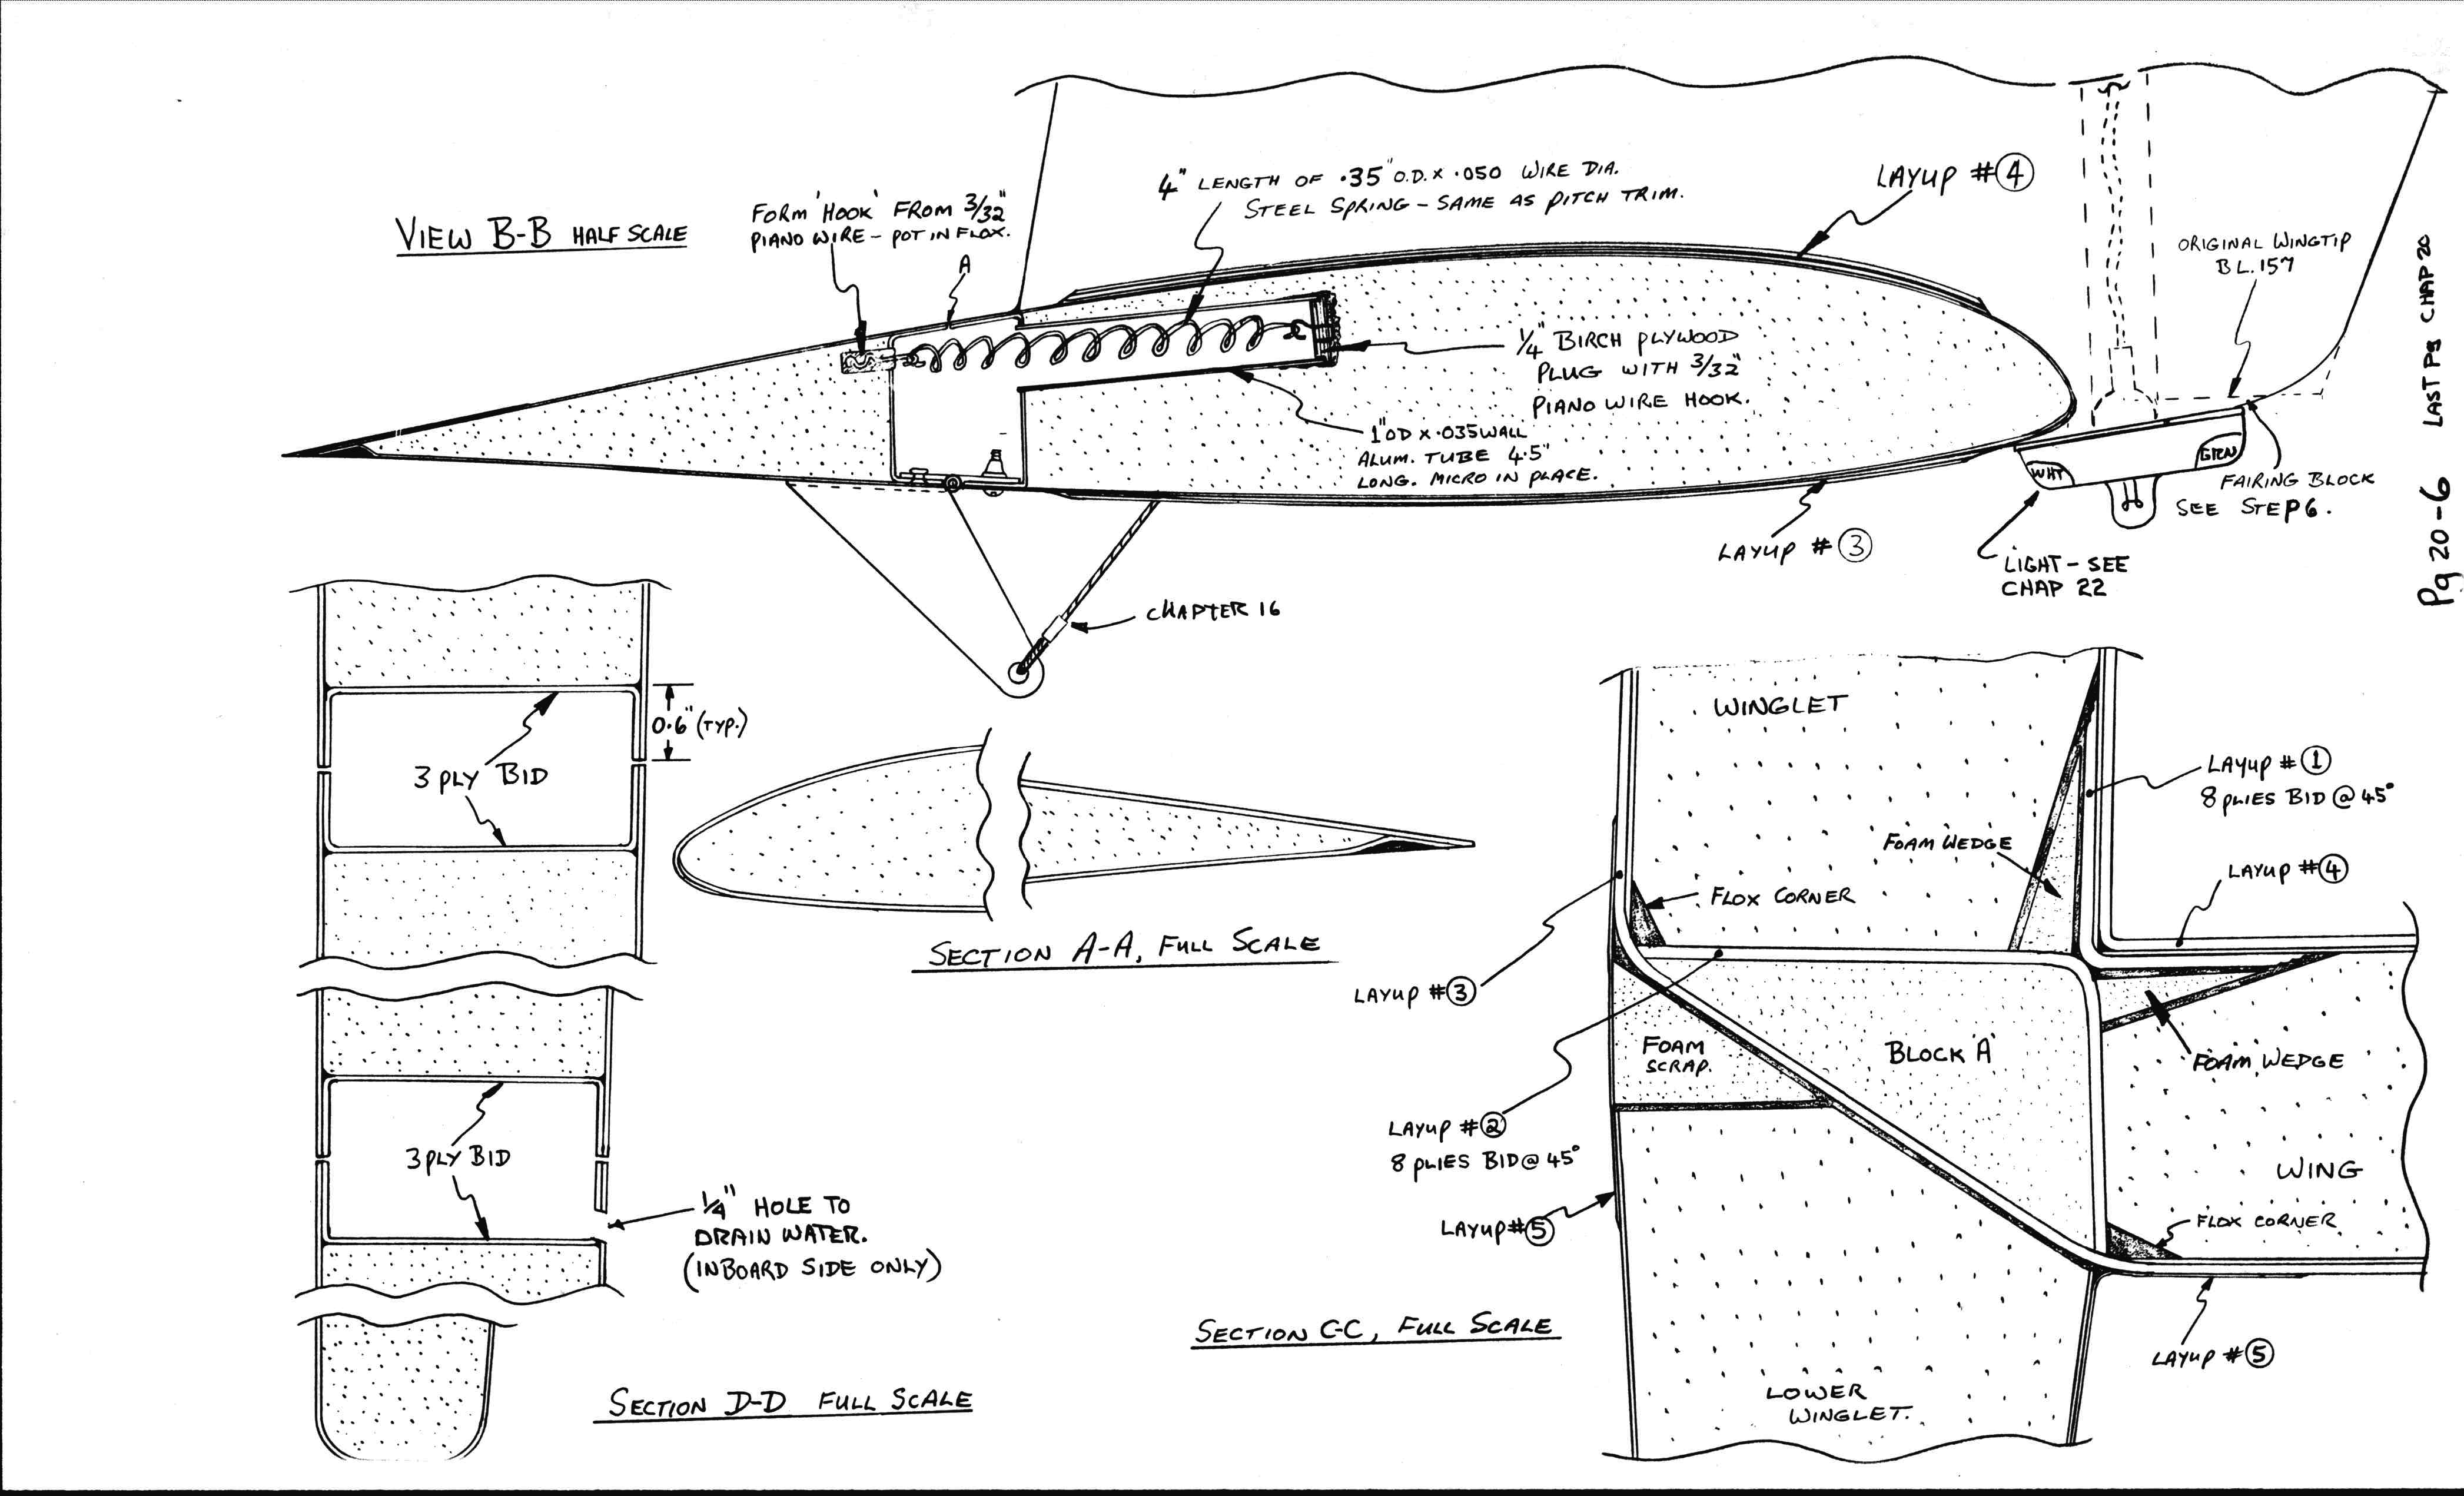 VIEW B-B HALF SCALE
FORM 'HOOK' FROM 3/32"
PIANO WIRE - POT IN FLOX.
A
4" LENGTH OF .35" O.D. X .050 WIRE DIA.
STEEL SPRING - SAME AS PITCH TRIM.
LAYUP #④
ORIGINAL WINGTIP
B L. 157
1/4" BIRCH PLYWOOD
PLUG WITH 3/32"
PIANO WIRE HOOK.
1" OD X .035 WALL
ALUM. TUBE 4.5"
LONG. MICRO IN PLACE.
WHT
GRN
FAIRING BLOCK
SEE STEP 6.
LAYUP #③
LIGHT - SEE
CHAP 22
CHAPTER 16
Pg 20-6 LAST Pg CHAP 20
0.6" (TYP.)
3 PLY BID
SECTION A-A, FULL SCALE
3 PLY BID
1/4" HOLE TO
DRAIN WATER.
(INBOARD SIDE ONLY)
SECTION D-D FULL SCALE
WINGLET
LAYUP #①
8 PLIES BID @ 45°
FOAM WEDGE
LAYUP #④
FLOX CORNER
LAYUP #③
FOAM
SCRAP.
BLOCK 'A'
FOAM WEDGE
LAYUP #②
8 PLIES BID @ 45°
WING
LAYUP #⑤
FLOX CORNER
SECTION C-C, FULL SCALE
LAYUP #⑤
LOWER
WINGLET.